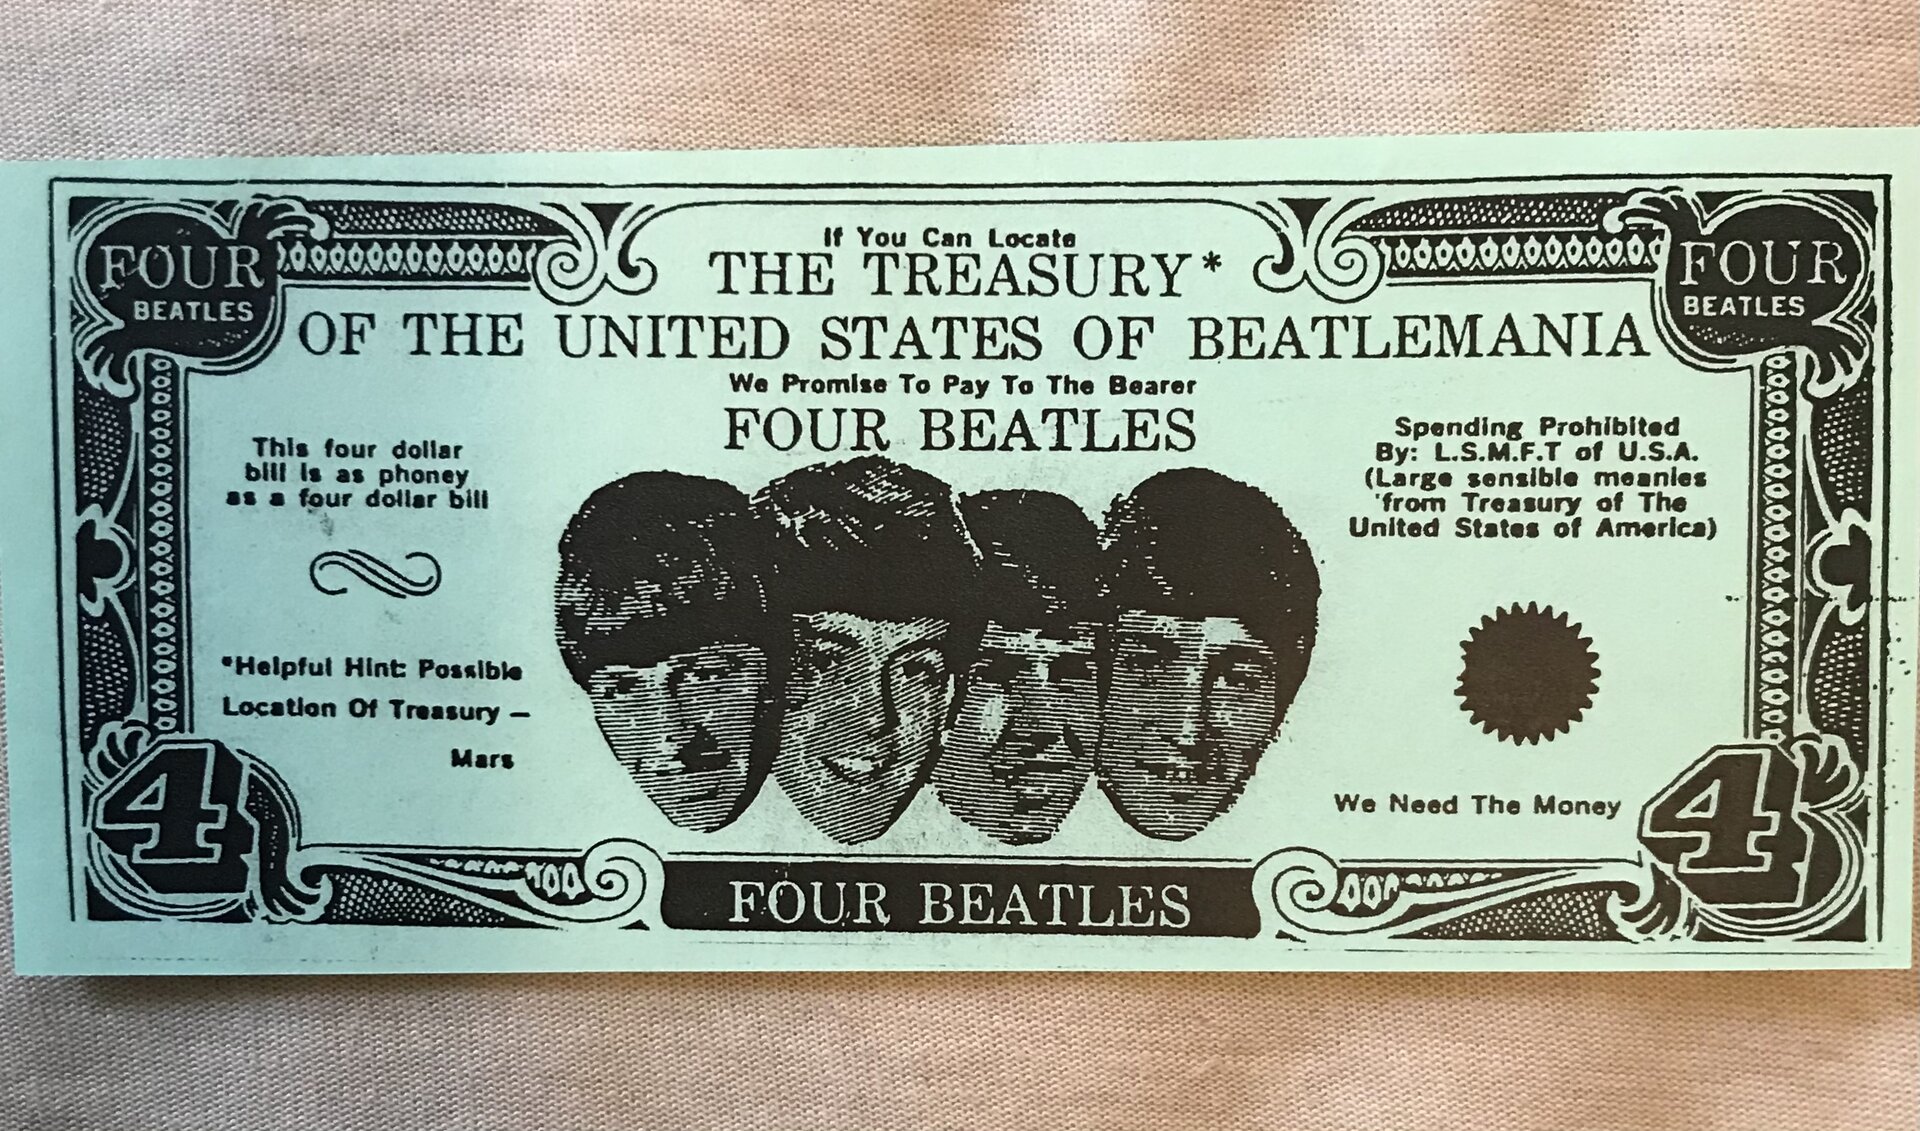 FOUR
BEATLES
If You Can Locate
THE TREASURY*
FOUR
BEATLES
OF THE UNITED STATES OF BEATLEMANIA
We Promise To Pay To The Bearer
FOUR BEATLES
This four dollar
bill is as phoney
as a four dollar bill
*Helpful Hint: Possible
Location Of Treasury –
Mars
Spending Prohibited
By: L.S.M.F.T of U.S.A.
(Large sensible meanies
'from Treasury of The
United States of America)
We Need The Money
4
FOUR BEATLES
4